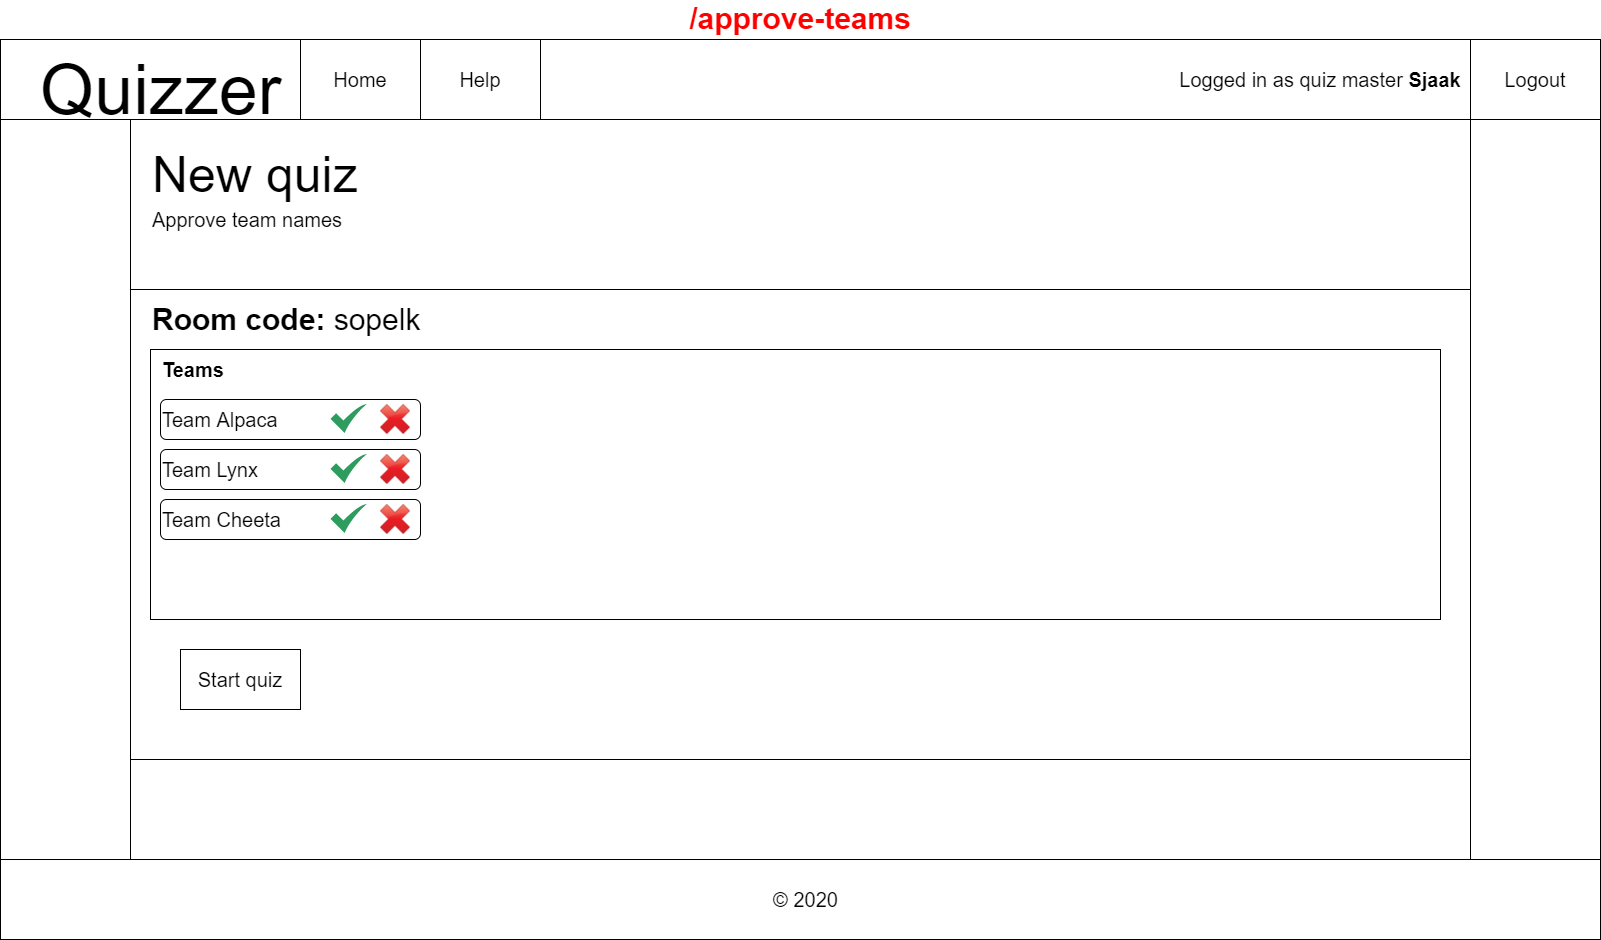 /approve-teams
Quizzer Home Help Logged in as quiz master Sjaak Logout
New quiz
Approve team names
Room code: sopelk
Teams
Team Alpaca
Team Lynx
Team Cheeta
Start quiz
© 2020